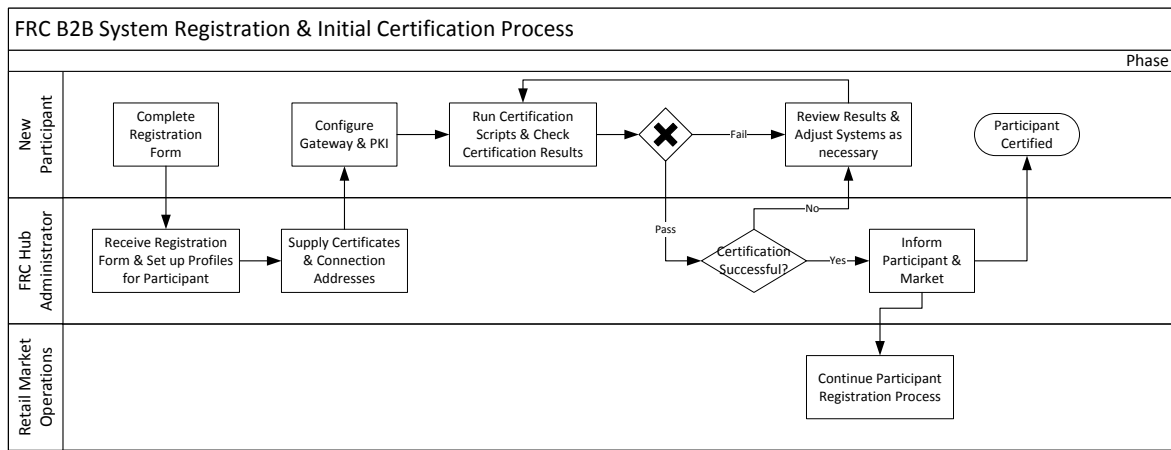 FRC B2B System Registration & Initial Certification Process
Phase
New
Participant
Complete
Registration
Form
Configure
Gateway & PKI
Run Certification
Scripts & Check
Certification Results
Fail
Review Results &
Adjust Systems as
necessary
Participant
Certified
FRC Hub
Administrator
Receive Registration
Form & Set up Profiles
for Participant
Supply Certificates
& Connection
Addresses
Pass
Certification
Successful?
No
Yes
Inform
Participant &
Market
Retail Market
Operations
Continue Participant
Registration Process